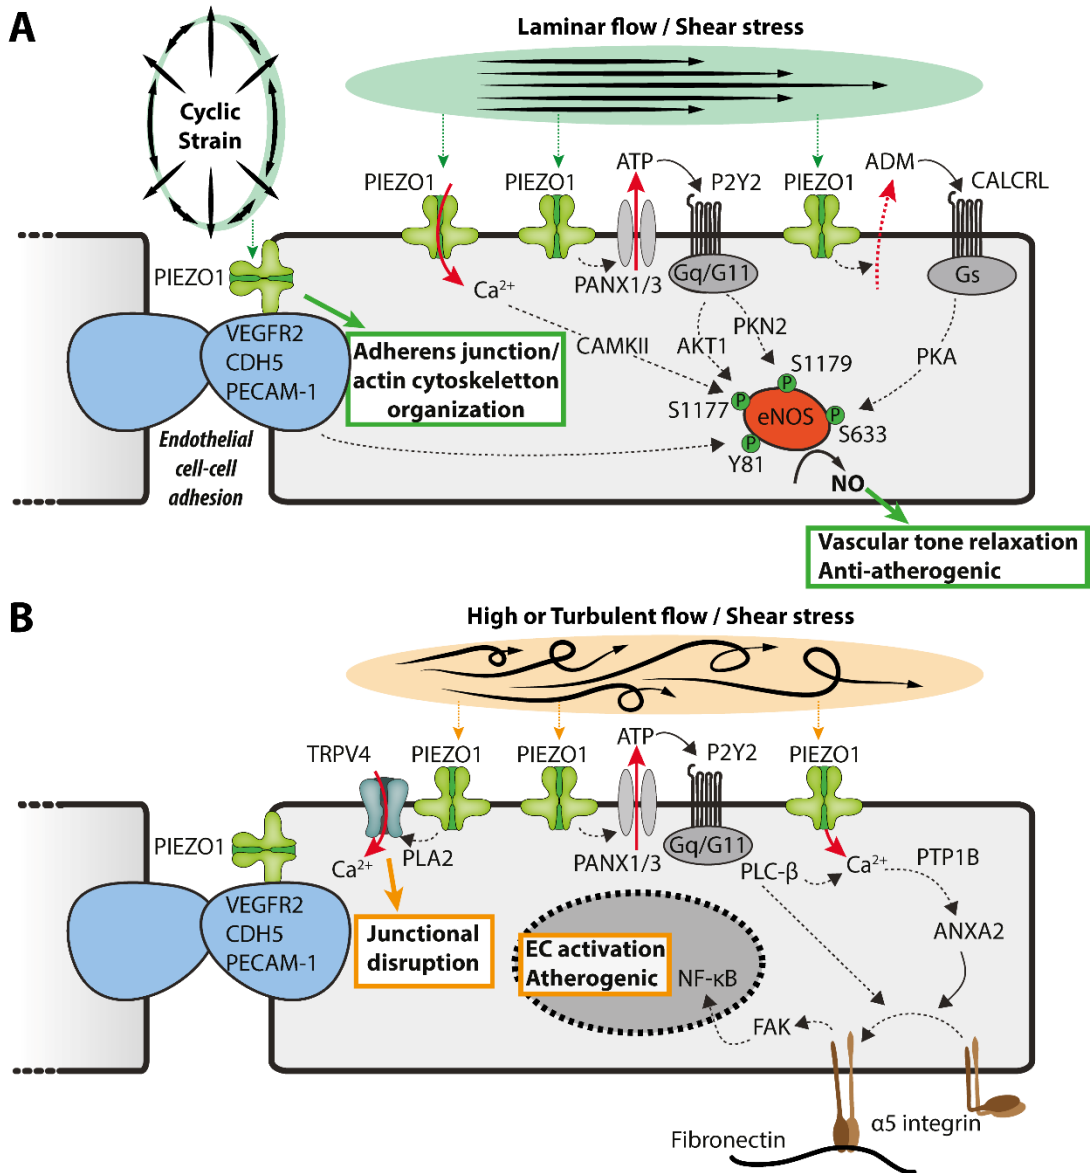 A
Laminar flow / Shear stress
Cyclic
Strain
PIEZO1
PIEZO1
PIEZO1
ATP
P2Y2
PIEZO1
ADM
CALCRL
Ca²⁺
PANX1/3
Gq/G11
Gs
VEGFR2
CDH5
PECAM-1
Adherens junction/
actin cytoskeletton
organization
CAMKII
AKT1
PKN2
PKA
S1179
S1177
P
P
P
P
eNOS
S633
Y81
NO
Endothelial
cell-cell
adhesion
Vascular tone relaxation
Anti-atherogenic
B
High or Turbulent flow / Shear stress
TRPV4
PIEZO1
PIEZO1
ATP
P2Y2
PIEZO1
PIEZO1
Ca²⁺
PLA2
PANX1/3
Gq/G11
PLC-β
Ca²⁺
PTP1B
VEGFR2
CDH5
PECAM-1
Junctional
disruption
EC activation
Atherogenic
NF-κB
ANXA2
FAK
α5 integrin
Fibronectin